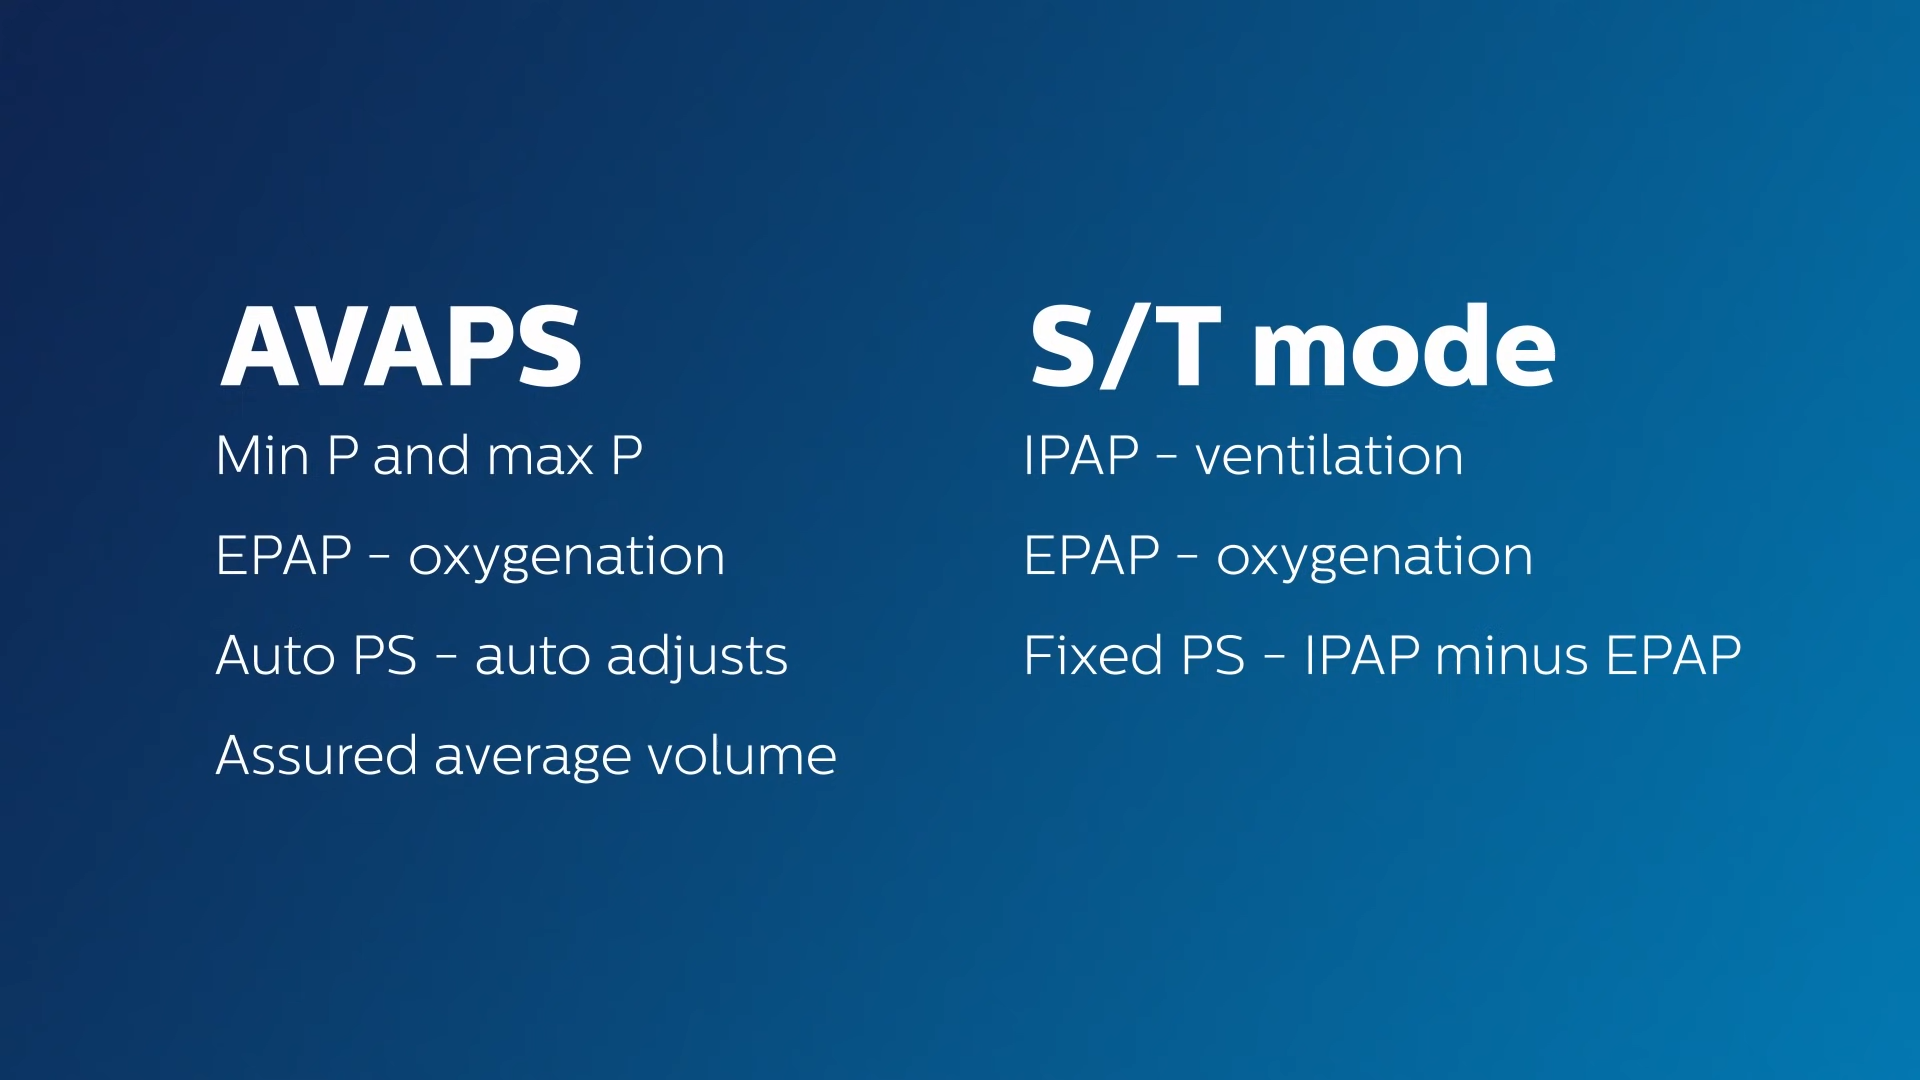 AVAPS
Min P and max P
EPAP – oxygenation
Auto PS – auto adjusts
Assured average volume
S/T mode
IPAP – ventilation
EPAP – oxygenation
Fixed PS – IPAP minus EPAP